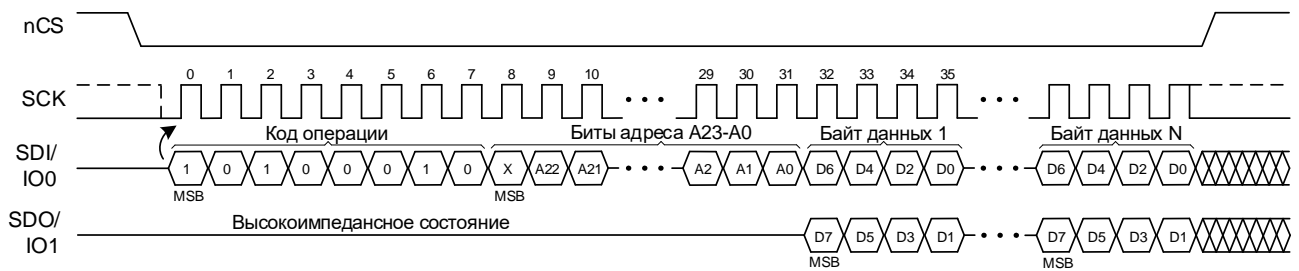 nCS
0 1 2 3 4 5 6 7 8 9 10 29 30 31 32 33 34 35
SCK
Код операции Биты адреса A23-A0 Байт данных 1 Байт данных N
SDI/
IO0
1 0 1 0 0 0 1 0 X A22 A21 A2 A1 A0 D6 D4 D2 D0 D6 D4 D2 D0
MSB MSB
SDO/
IO1
Высокоимпедансное состояние
D7 D5 D3 D1 D7 D5 D3 D1
MSB MSB